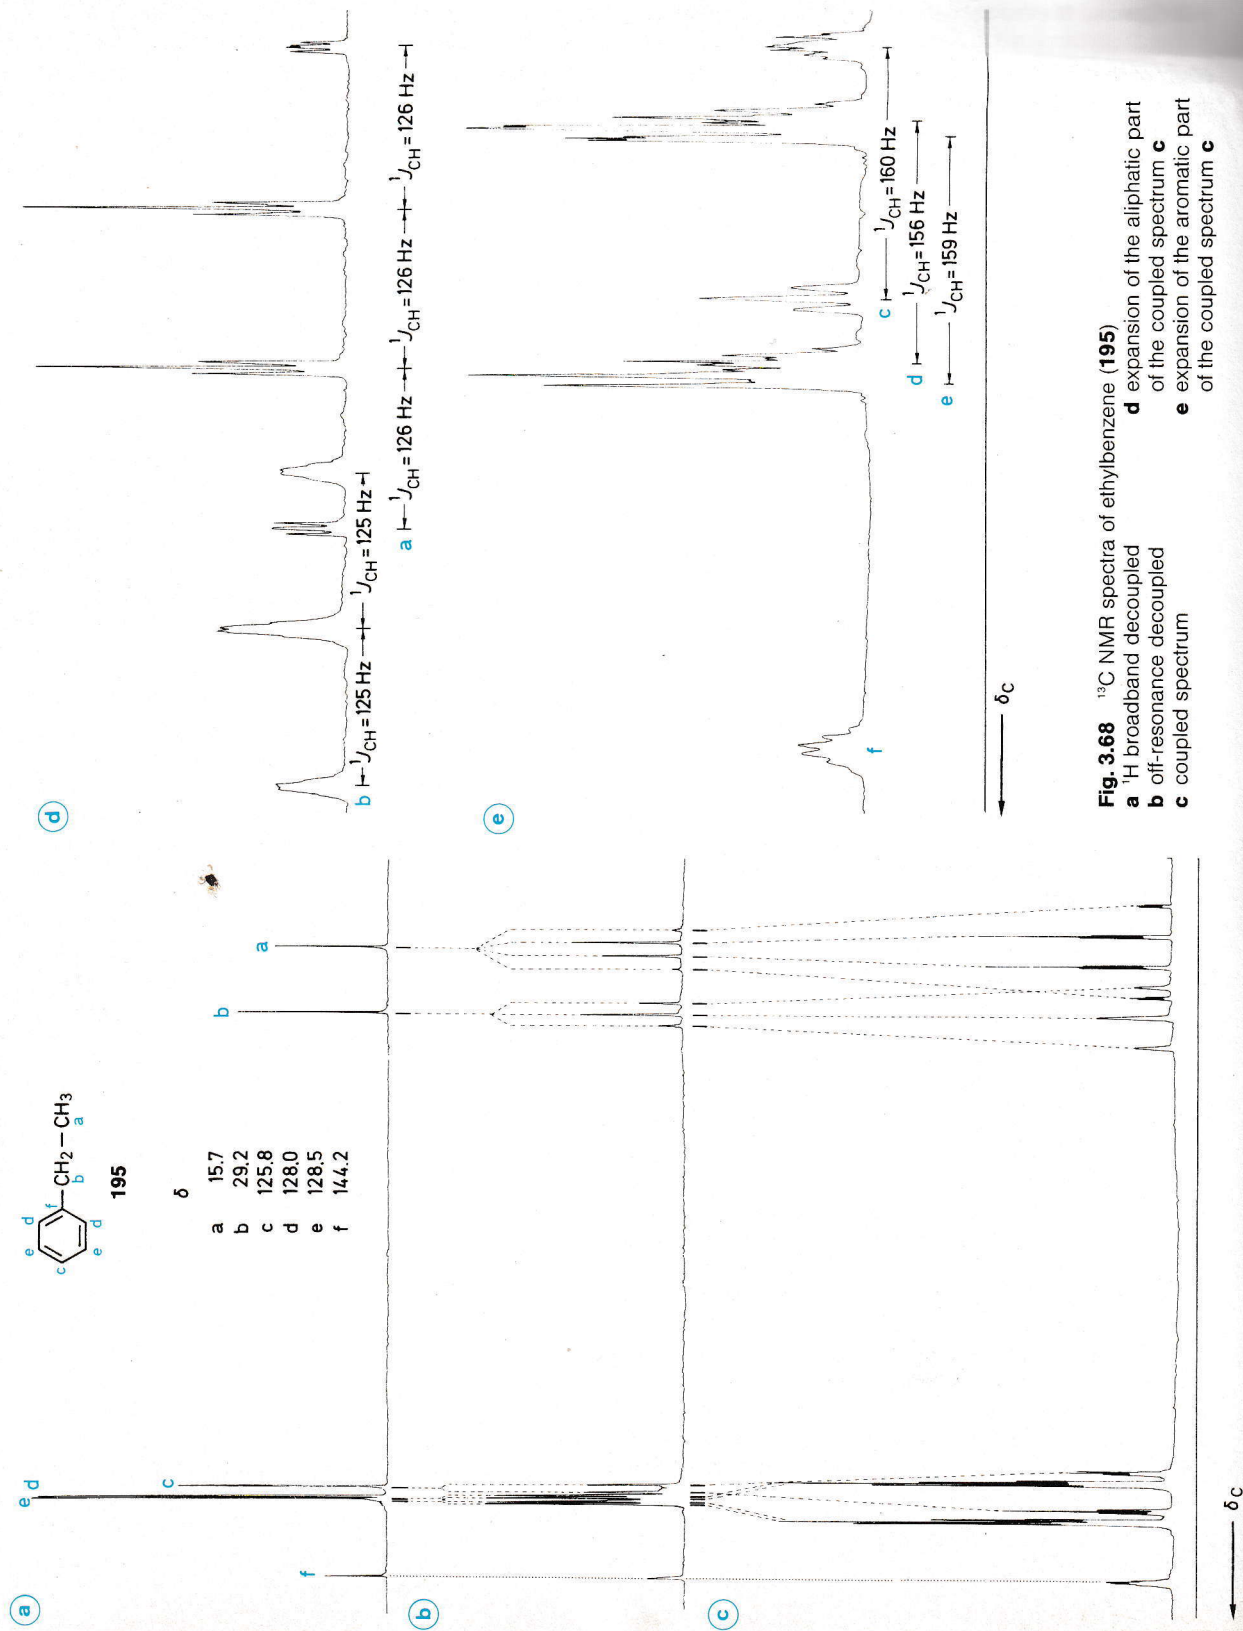 a
e
d
c
e
d
f
CH₂ – CH₃
b
a
195
δ
a 15.7
b 29.2
c 125.8
d 128.0
e 128.5
f 144.2
f
e d
c
b
a
b
c
δC
d
b ¹JCH = 125 Hz ¹JCH = 125 Hz
a ¹JCH = 126 Hz ¹JCH = 126 Hz ¹JCH = 126 Hz
e
f
c ¹JCH = 160 Hz
d ¹JCH = 156 Hz
e ¹JCH = 159 Hz
δC
Fig. 3.68 ¹³C NMR spectra of ethylbenzene (195)
a ¹H broadband decoupled
b off-resonance decoupled
c coupled spectrum
d expansion of the aliphatic part
of the coupled spectrum c
e expansion of the aromatic part
of the coupled spectrum c